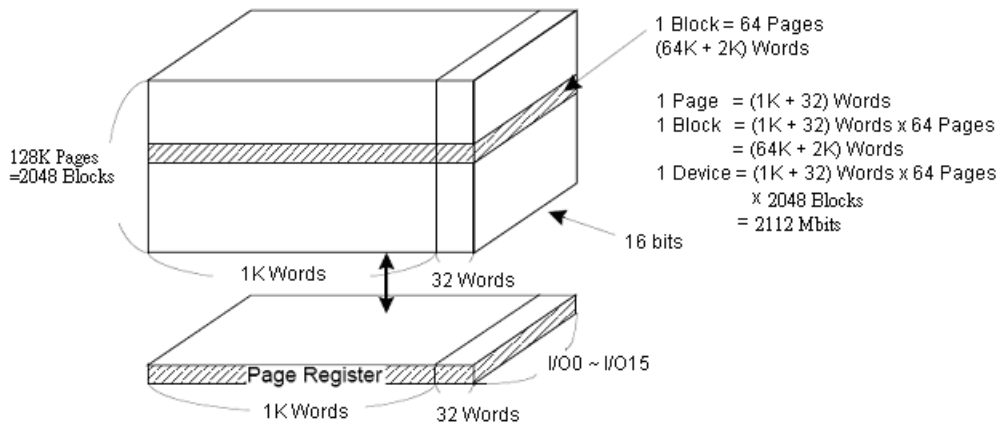 1 Block = 64 Pages
(64K + 2K) Words
1 Page = (1K + 32) Words
1 Block = (1K + 32) Words x 64 Pages
= (64K + 2K) Words
1 Device = (1K + 32) Words x 64 Pages
x 2048 Blocks
= 2112 Mbits
128K Pages
=2048 Blocks
16 bits
1K Words
32 Words
Page Register
I/O0 ~ I/O15
1K Words
32 Words